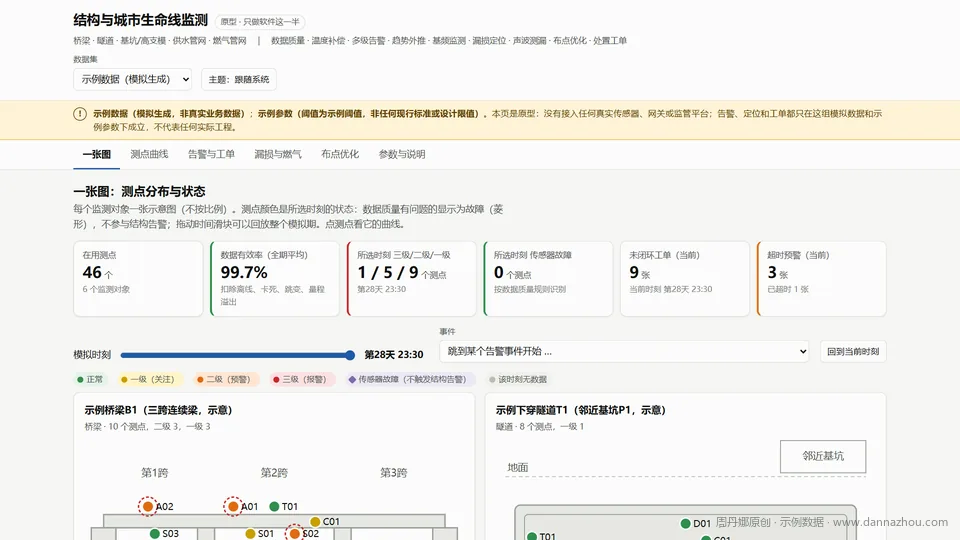 结构与城市生命线监测
原型 · 只做软件这一半
桥梁 · 隧道 · 基坑/高支模 · 供水管网 · 燃气管网 | 数据质量 · 温度补偿 · 多级告警 · 趋势外推 · 基频监测 · 漏损定位 · 声波测漏 · 布点优化 · 处置工单
数据集
示例数据（模拟生成）
主题：跟随系统
示例数据（模拟生成，非真实业务数据）；示例参数（阈值为示例阈值，非任何现行标准或设计限值）。本页是原型：没有接入任何真实传感器、网关或监管平台；告警、定位和工单都只在这组模拟数据和示
例参数下成立，不代表任何实际工程。
一张图 测点曲线 告警与工单 漏损与燃气 布点优化 参数与说明
一张图：测点分布与状态
每个监测对象一张示意图（不按比例）。测点颜色是所选时刻的状态：数据质量有问题的显示为故障（菱
形），不参与结构告警；拖动时间滑块可以回放整个模拟期。点测点看它的曲线。
在用测点
46 个
6 个监测对象
数据有效率（全期平均）
99.7%
扣除离线、卡死、跳变、量程
溢出
所选时刻 三级/二级/一级
1 / 5 / 9 个测点
第28天 23:30
所选时刻 传感器故障
0 个测点
按数据质量规则识别
未闭环工单（当前）
9 张
当前时刻 第28天 23:30
超时预警（当前）
3 张
已超时 1 张
事件
模拟时刻
第28天 23:30
跳到某个告警事件开始 ...
回到当前时刻
正常
一级（关注）
二级（预警）
三级（报警）
传感器故障（不触发结构告警）
该时刻无数据
示例桥梁B1（三跨连续梁，示意）
桥梁 · 10 个测点，二级 3，一级 3
第1跨 第2跨 第3跨
A02 A01 T01
C01
S03 S01 S02
示例下穿隧道T1（邻近基坑P1，示意）
隧道 · 8 个测点，一级 1
邻近基坑
地面
D01
T01
周丹娜原创 · 示例数据 · www.dannazhou.com